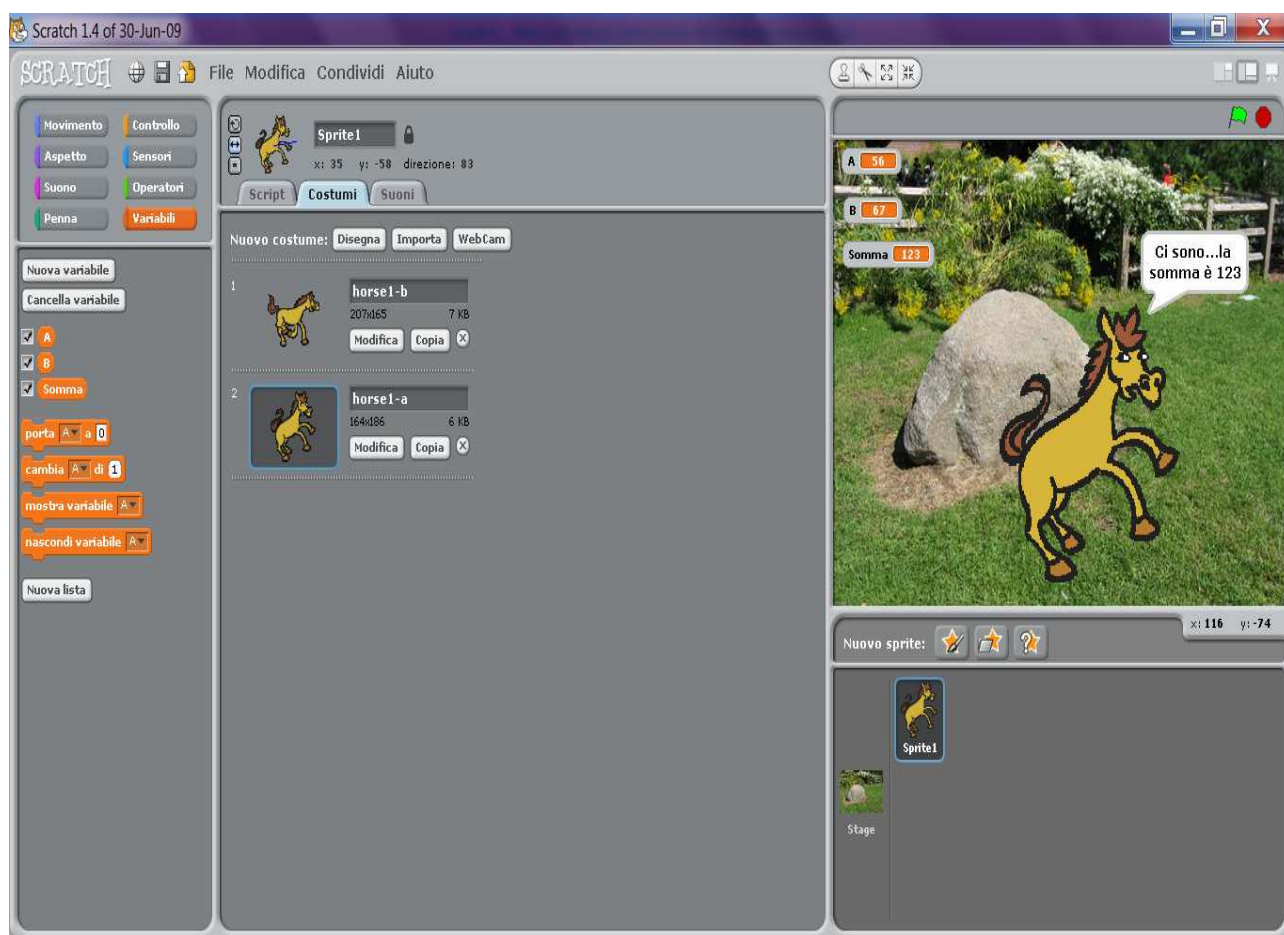 Scratch 1.4 of 30-Jun-09
SCRATCH File Modifica Condividi Aiuto
Movimento Controllo
Aspetto Sensori
Suono Operatori
Penna Variabili
Nuova variabile
Cancella variabile
A
B
Somma
porta A a 0
cambia A di 1
mostra variabile A
nascondi variabile A
Nuova lista
Sprite1
x: 35 y: -58 direzione: 83
Script Costumi Suoni
Nuovo costume: Disegna Importa WebCam
1
horse1-b
207x165 7 KB
Modifica Copia X
2
horse1-a
164x186 6 KB
Modifica Copia X
A 56
B 67
Somma 123
Ci sono...la
somma è 123
x: 116 y: -74
Nuovo sprite:
Sprite1
Stage